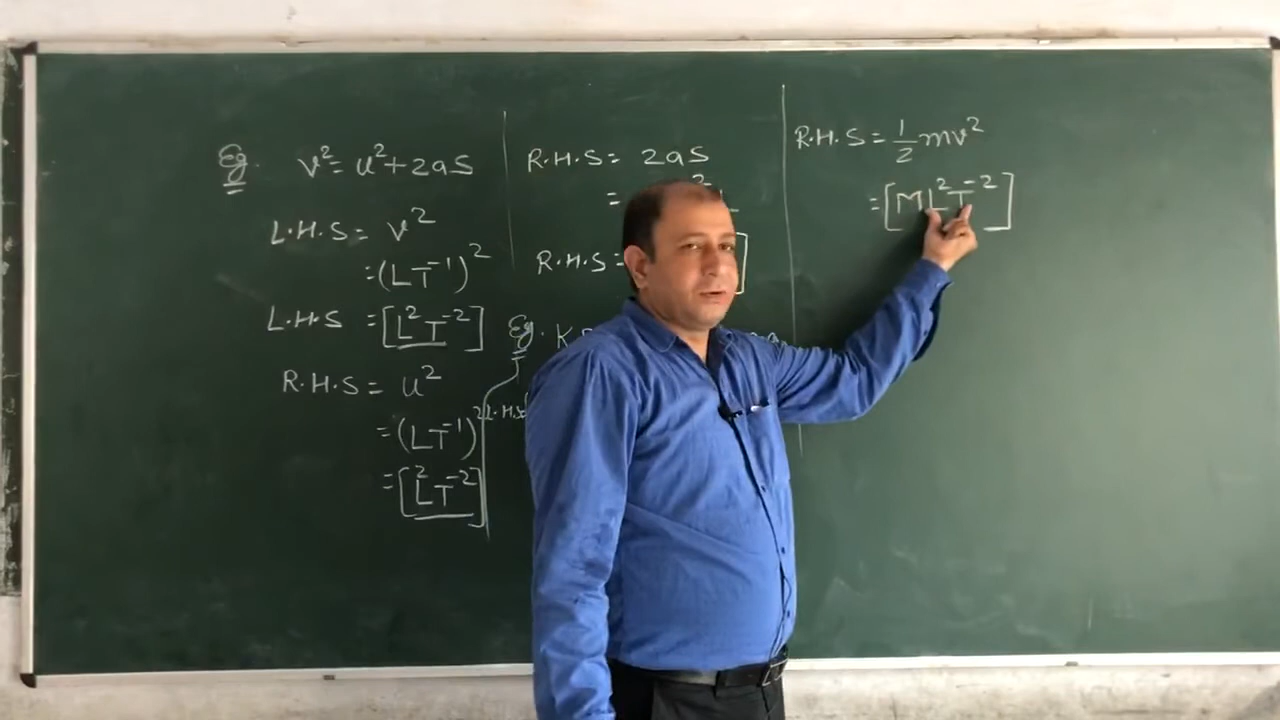 Eg. v²= u²+ 2aS
L.H.S = v²
=(LT⁻¹)²
L.H.S =[L²T⁻²]
R.H.S = u²
=(LT⁻¹)²
=[L²T⁻²]
R.H.S = 2aS
=
R.H.S =
Eg.
L.H.S
R.H.S = 1/2 mv²
=[ML²T⁻²]